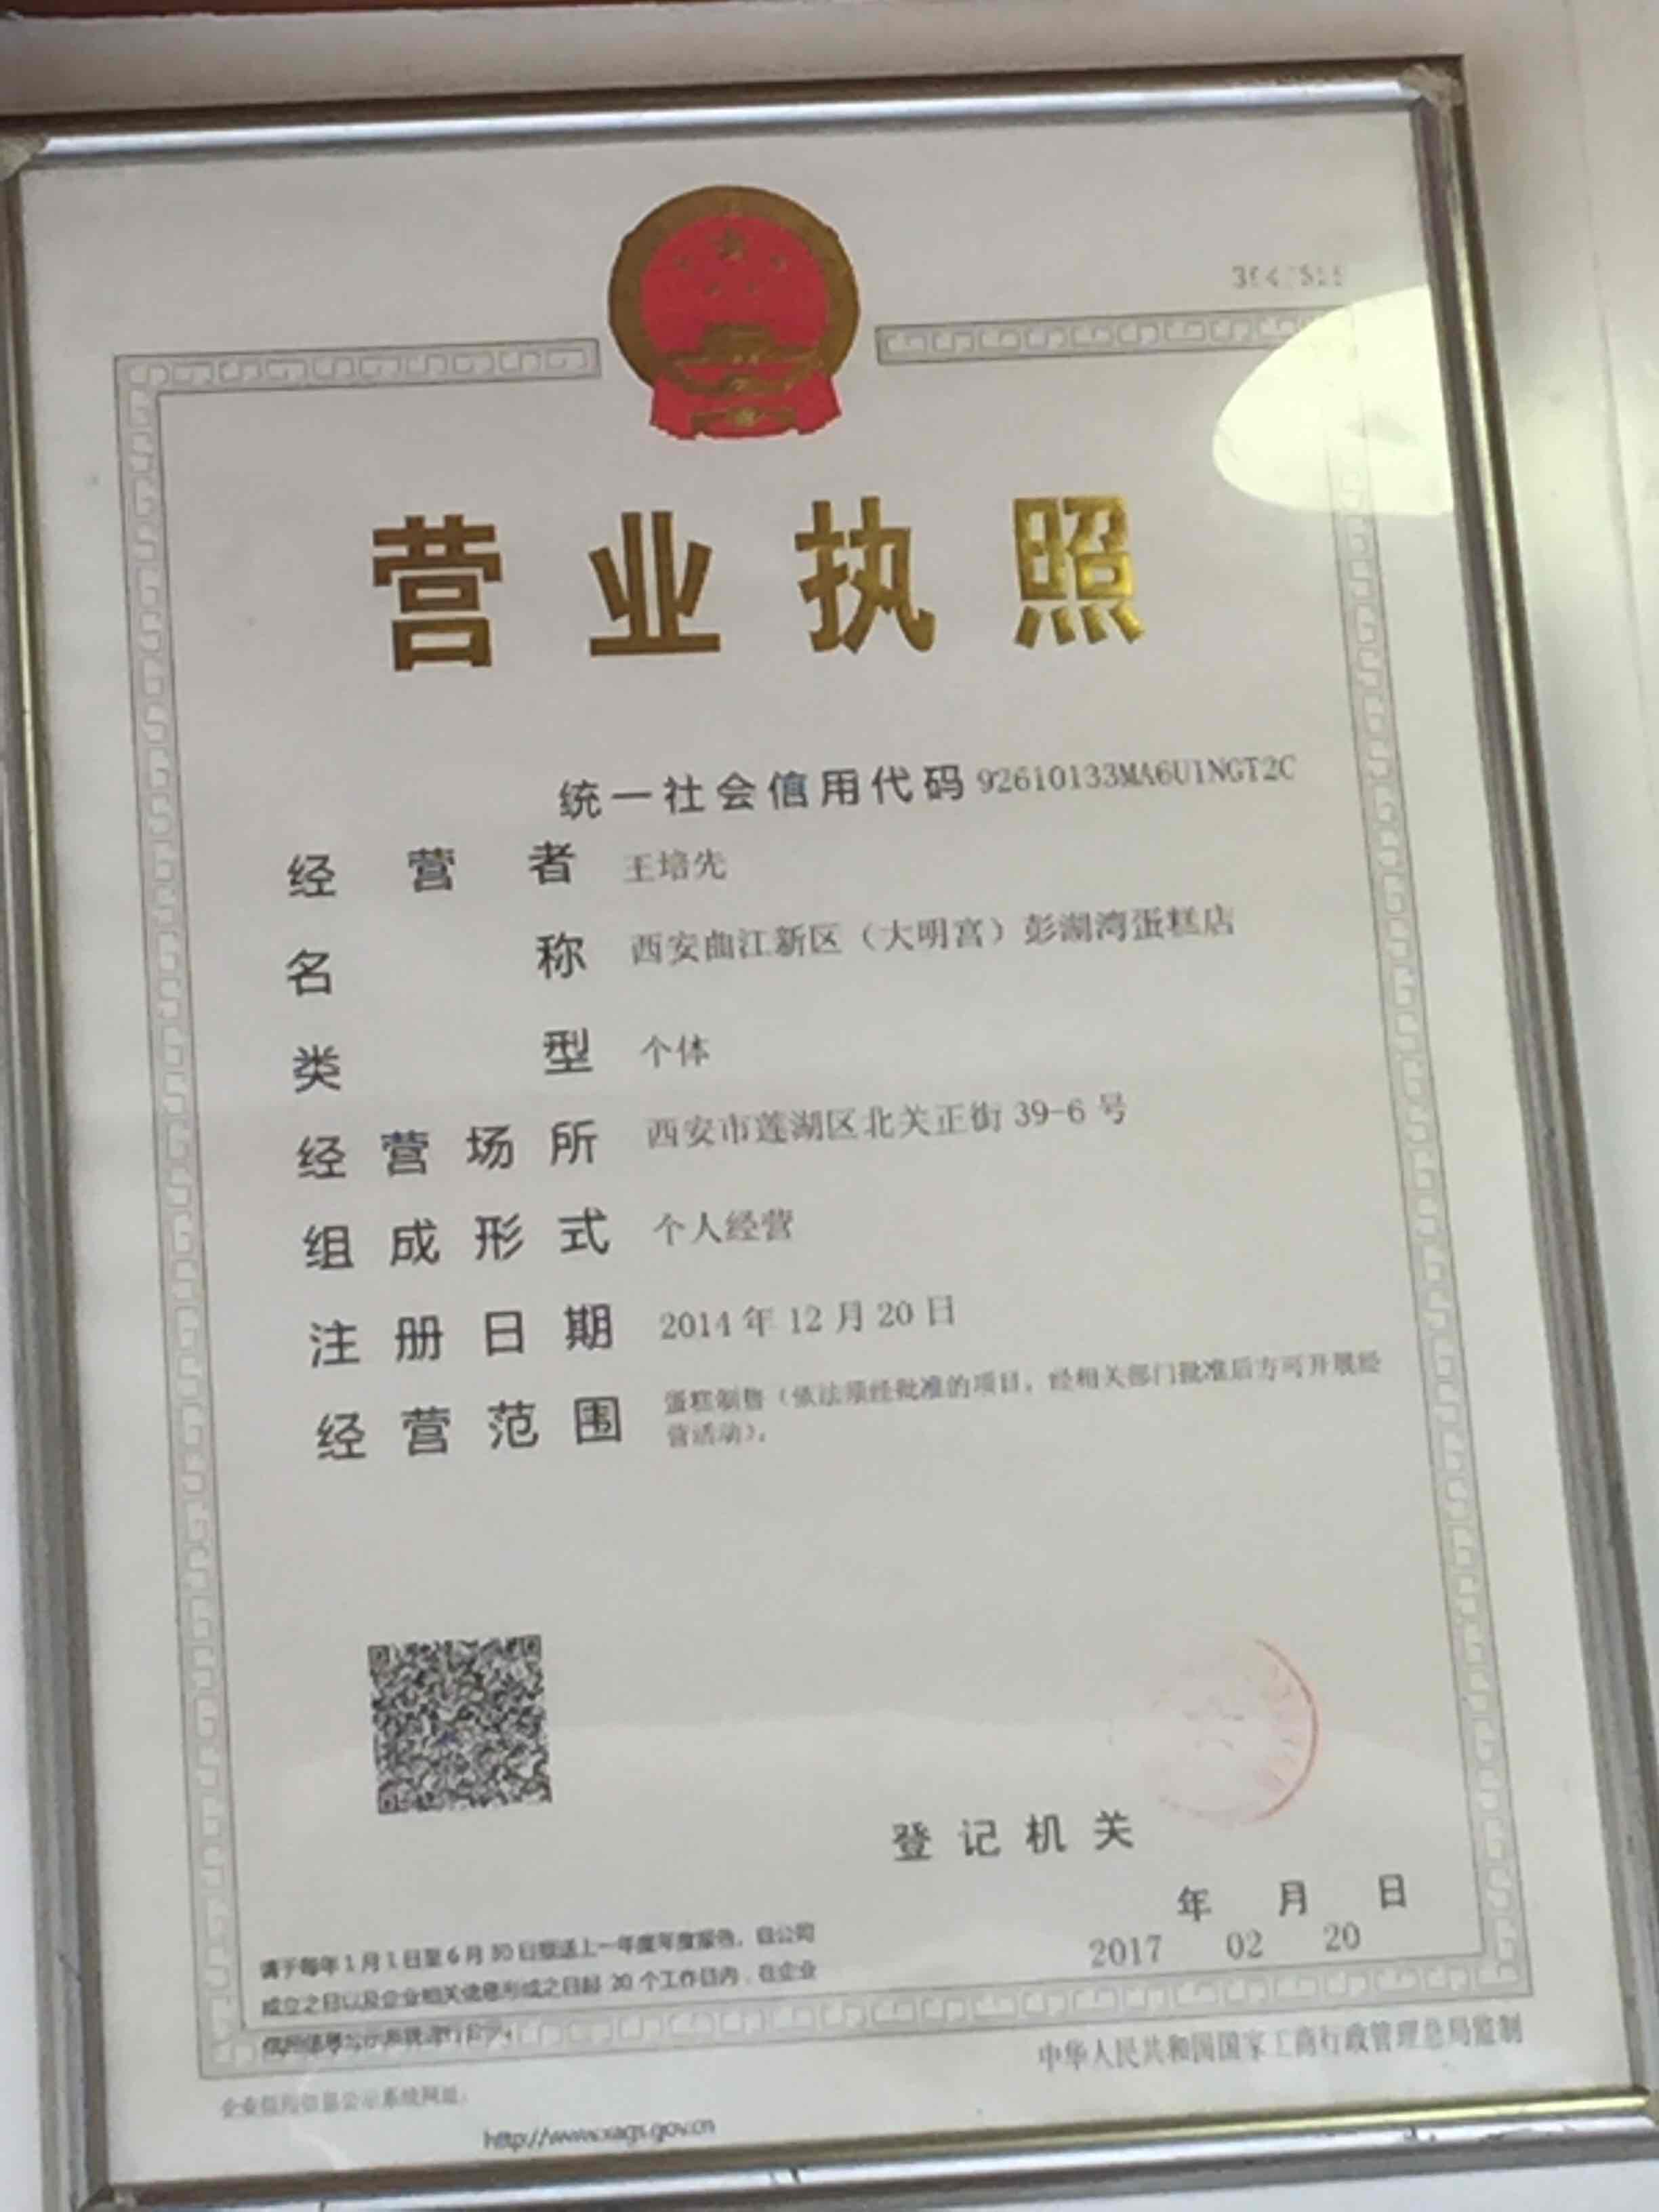 营业执照
统一社会信用代码 92610133MA6U1NGT2C
经营者 王培先
名称 西安曲江新区（大明宫）彭湖湾蛋糕店
类型 个体
经营场所 西安市莲湖区北关正街 39-6 号
组成形式 个人经营
注册日期 2014 年 12 月 20 日
经营范围 蛋糕制售（依法须经批准的项目，经相关部门批准后方可开展经
营活动）。
登记机关
年 月 日
2017 02 20
请于每年1月1日至6月30日报送上一年度年度报告。自公司
成立之日以及企业相关信息形成之日起 20 个工作日内，在企业
信用信息公示系统进行公示。
中华人民共和国国家工商行政管理总局监制
企业信用信息公示系统网址：
http://www.xags.gov.cn